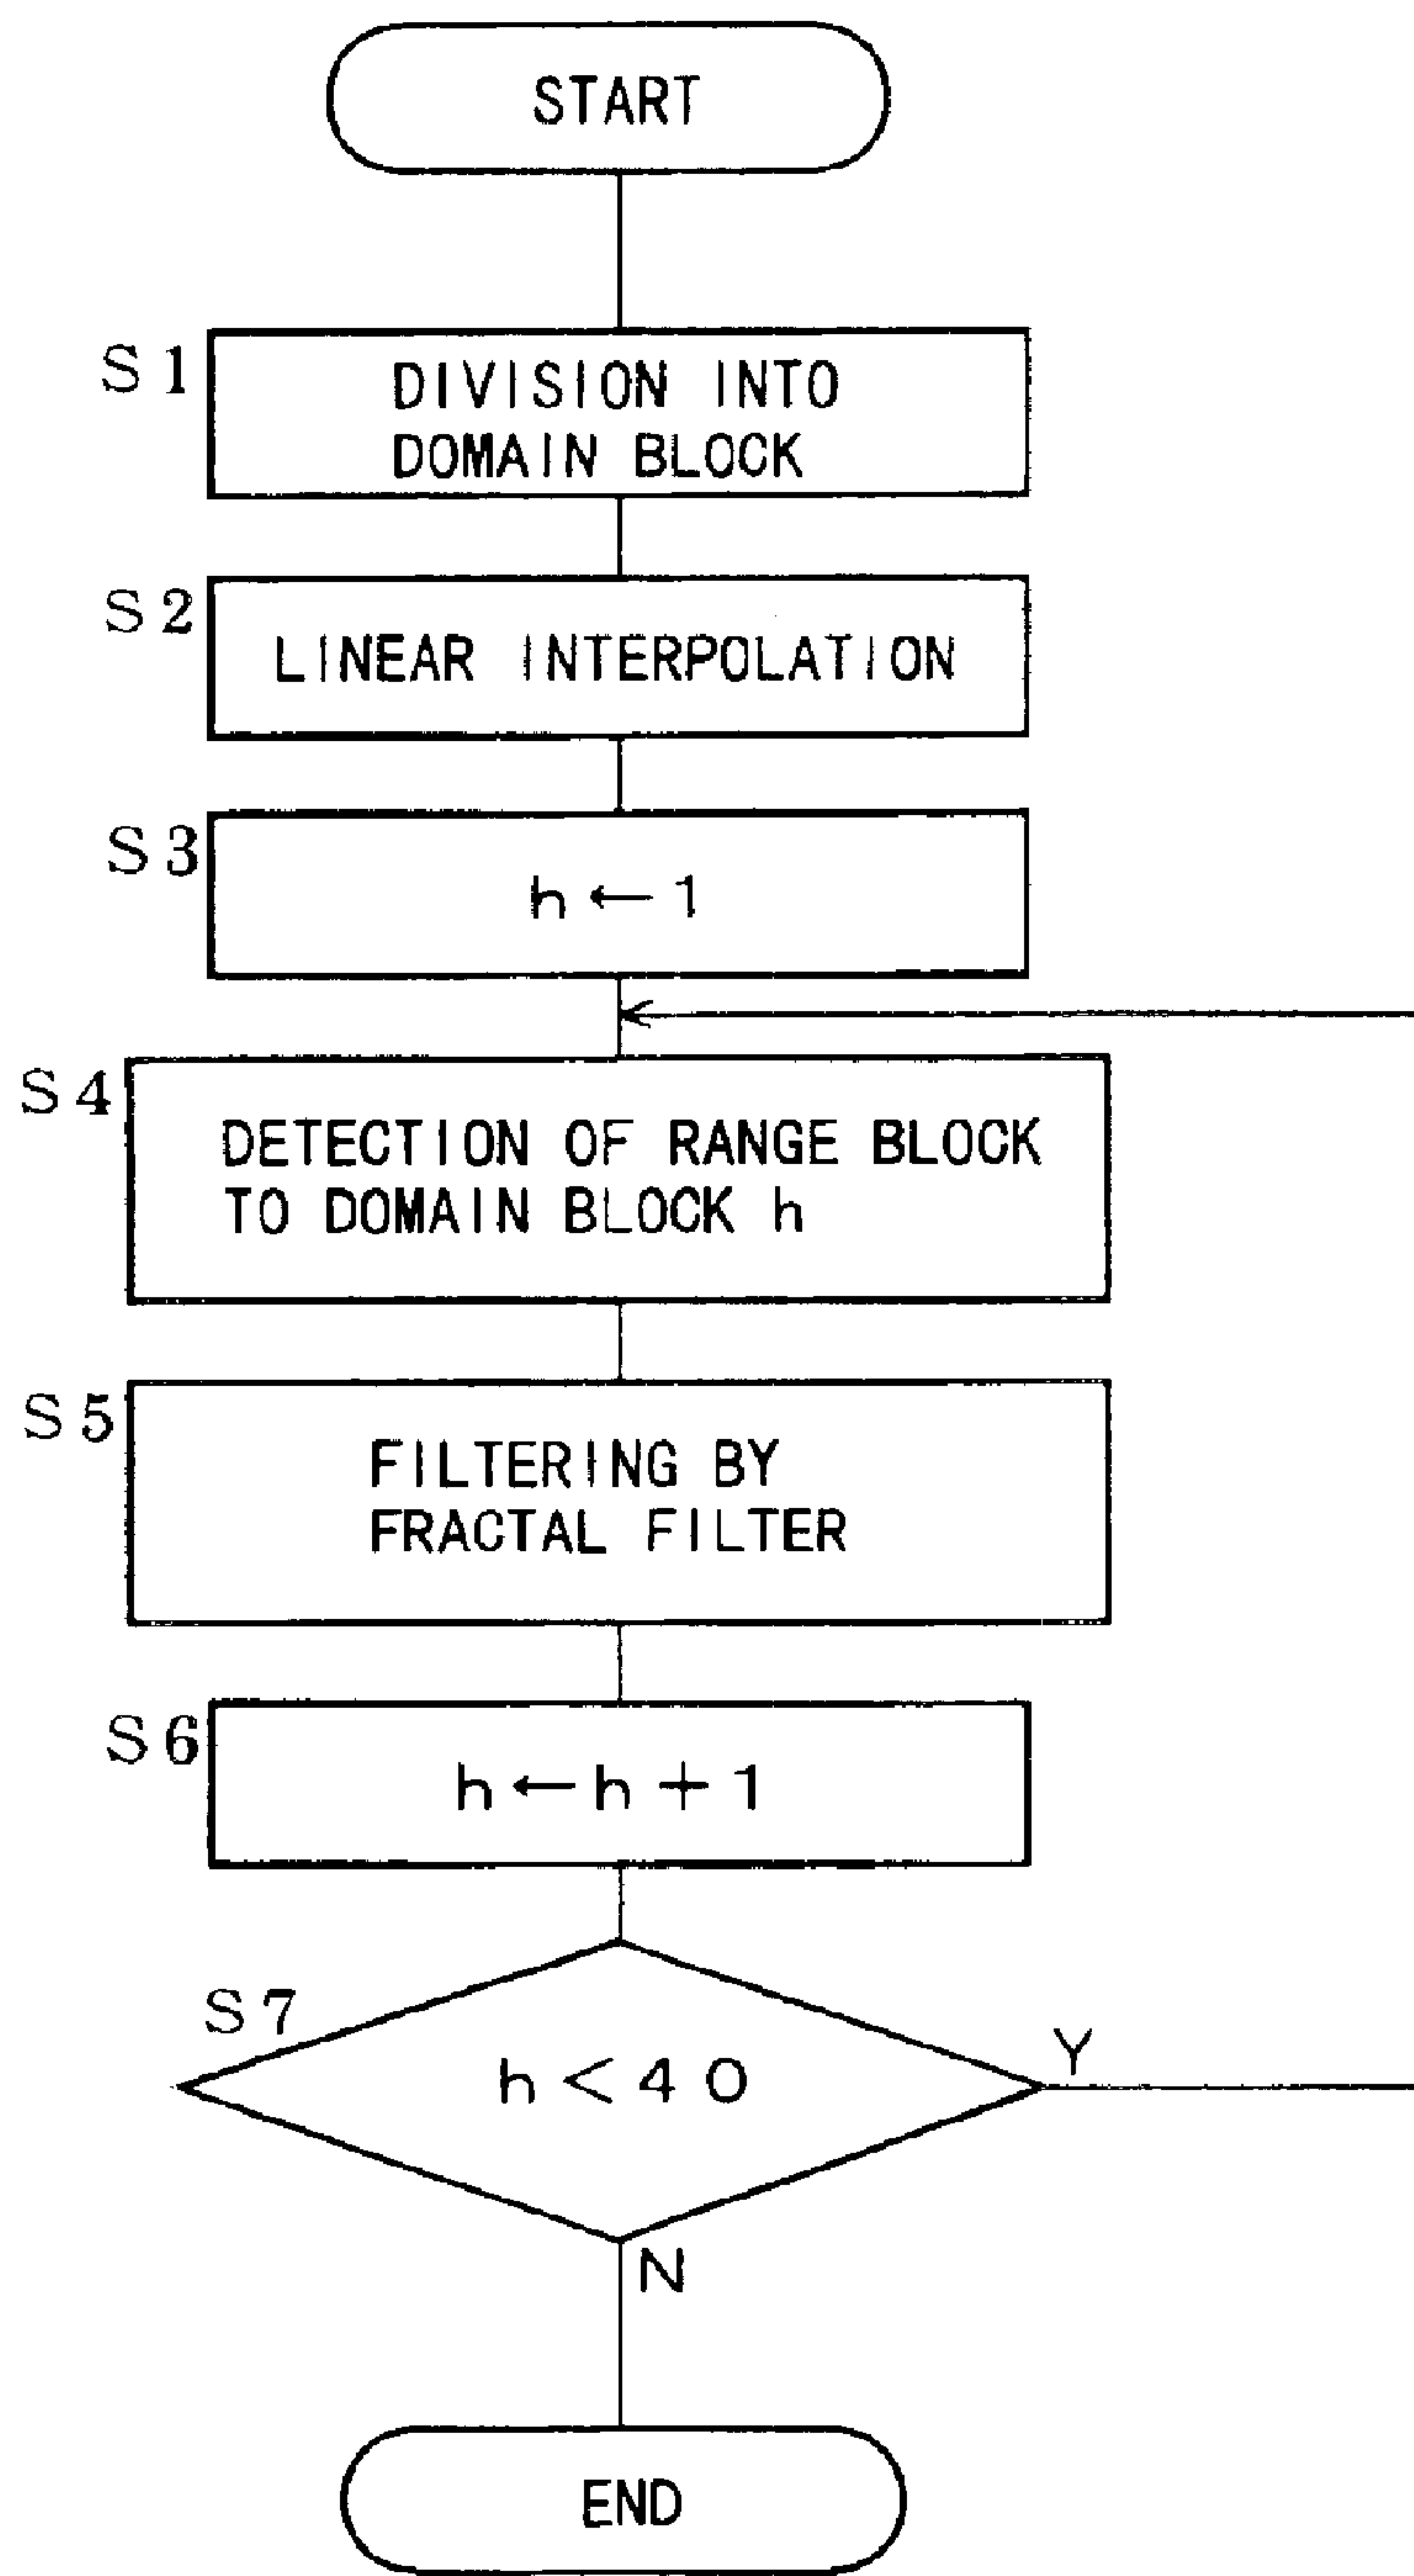 START
S1
DIVISION INTO
DOMAIN BLOCK
S2
LINEAR INTERPOLATION
S3
h ← 1
S4
DETECTION OF RANGE BLOCK
TO DOMAIN BLOCK h
S5
FILTERING BY
FRACTAL FILTER
S6
h ← h + 1
S7
h < 40
Y
N
END